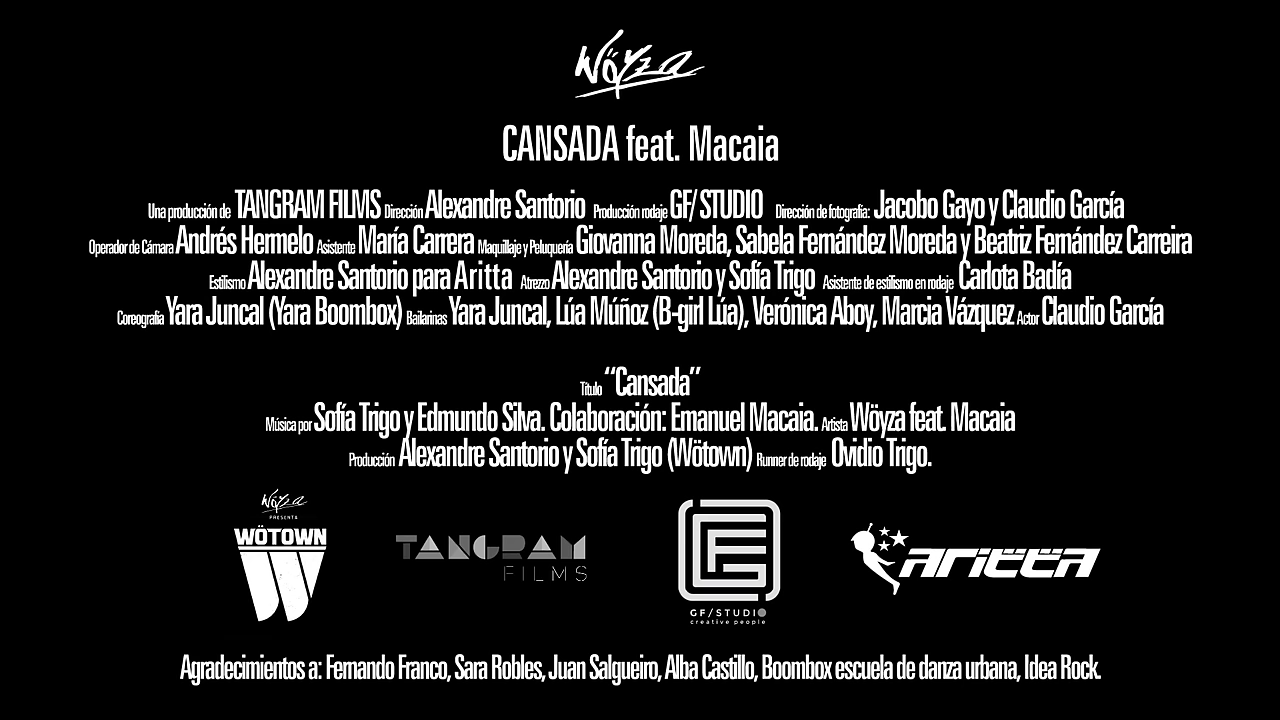 Wöyza
CANSADA feat. Macaia
Una producción de TANGRAM FILMS Dirección Alexandre Santorio Producción rodaje GF/ STUDIO Dirección de fotografía: Jacobo Gayo y Claudio García
Operador de Cámara Andrés Hermelo Asistente María Carrera Maquillaje y Peluquería Giovanna Moreda, Sabela Fernández Moreda y Beatriz Fernández Carreira
Estilismo Alexandre Santorio para Aritta Atrezzo Alexandre Santorio y Sofía Trigo Asistente de estilismo en rodaje Carlota Badía
Coreografia Yara Juncal (Yara Boombox) Bailarinas Yara Juncal, Lúa Múñoz (B-girl Lúa), Verónica Aboy, Marcia Vázquez Actor Claudio García
Título “Cansada”
Música por Sofía Trigo y Edmundo Silva. Colaboración: Emanuel Macaia. Artista Wöyza feat. Macaia
Producción Alexandre Santorio y Sofía Trigo (Wötown) Runner de rodaje Ovidio Trigo.
Wöyza
PRESENTA
WÖTOWN
TANGRAM
FILMS
GF/STUDIO
creative people
ARITTA
Agradecimientos a: Fernando Franco, Sara Robles, Juan Salgueiro, Alba Castillo, Boombox escuela de danza urbana, Idea Rock.